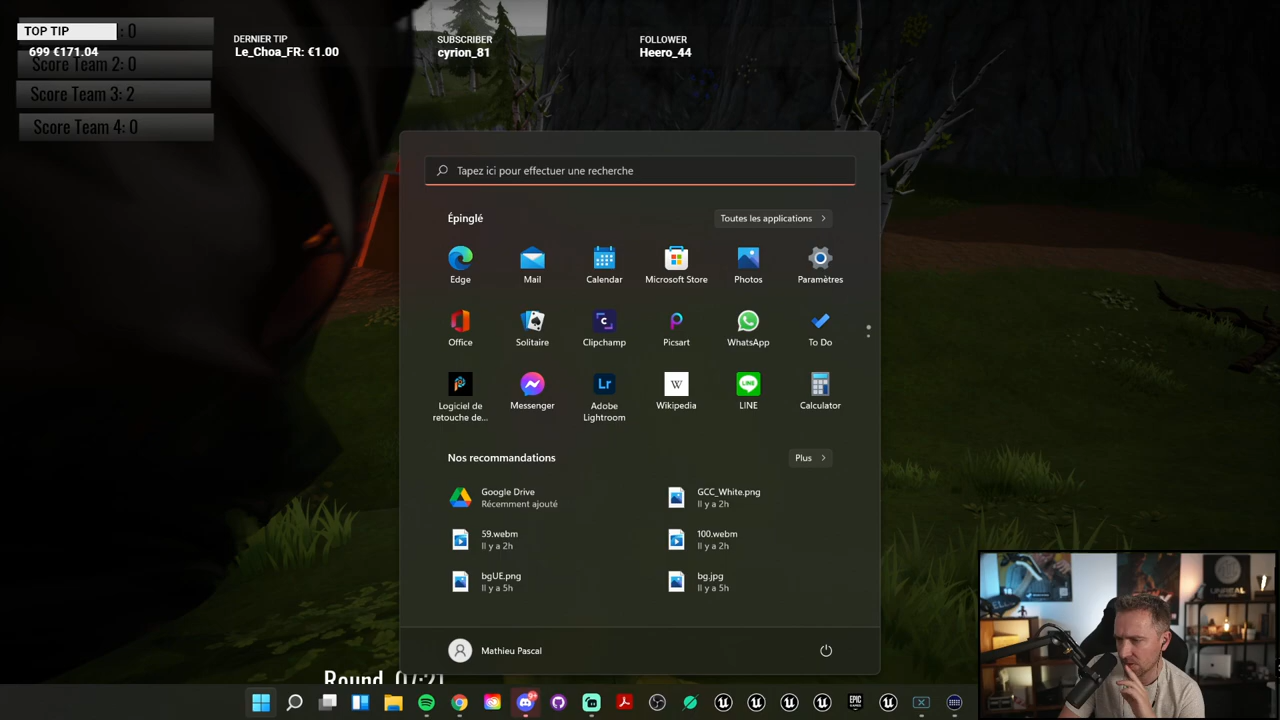 TOP TIP
: 0
699 €171.04
Score Team 2: 0
Score Team 3: 2
Score Team 4: 0
DERNIER TIP
Le_Choa_FR: €1.00
SUBSCRIBER
cyrion_81
FOLLOWER
Heero_44
Tapez ici pour effectuer une recherche
Épinglé
Toutes les applications
Edge
Mail
Calendar
Microsoft Store
Photos
Paramètres
Office
Solitaire
Clipchamp
Picsart
WhatsApp
To Do
Logiciel de
retouche de...
Messenger
Adobe
Lightroom
Wikipedia
LINE
Calculator
Nos recommandations
Plus
Google Drive
Récemment ajouté
GCC_White.png
Il y a 2h
59.webm
Il y a 2h
100.webm
Il y a 2h
bgUE.png
Il y a 5h
bg.jpg
Il y a 5h
Mathieu Pascal
Round